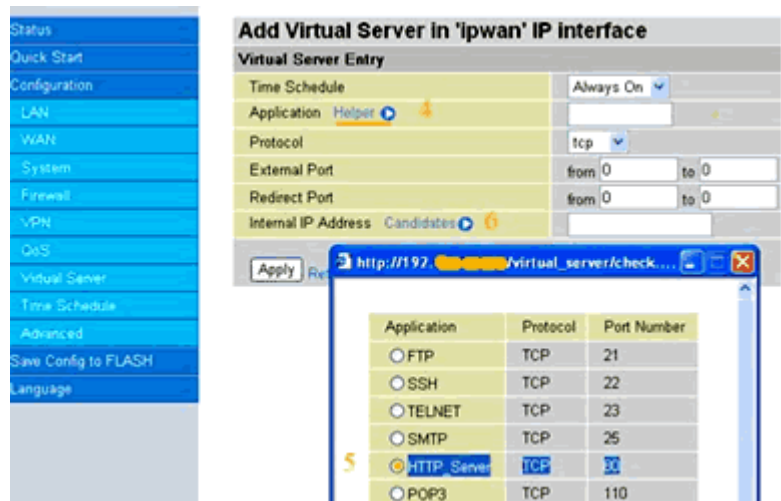 Status
Quick Start
Configuration
LAN
WAN
System
Firewall
VPN
QoS
Virtual Server
Time Schedule
Advanced
Save Config to FLASH
Language
Add Virtual Server in 'ipwan' IP interface
Virtual Server Entry
Time Schedule Always On
Application Helper 4
Protocol tcp
External Port from 0 to 0
Redirect Port from 0 to 0
Internal IP Address Candidates 6
Apply
http://192. /virtual_server/check....
Application Protocol Port Number
FTP TCP 21
SSH TCP 22
TELNET TCP 23
SMTP TCP 25
5 HTTP_Server TCP 80
POP3 TCP 110